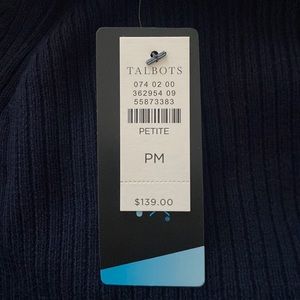 TALBOTS
074 02 00
362954 09
55873383
PETITE
PM
$139.00